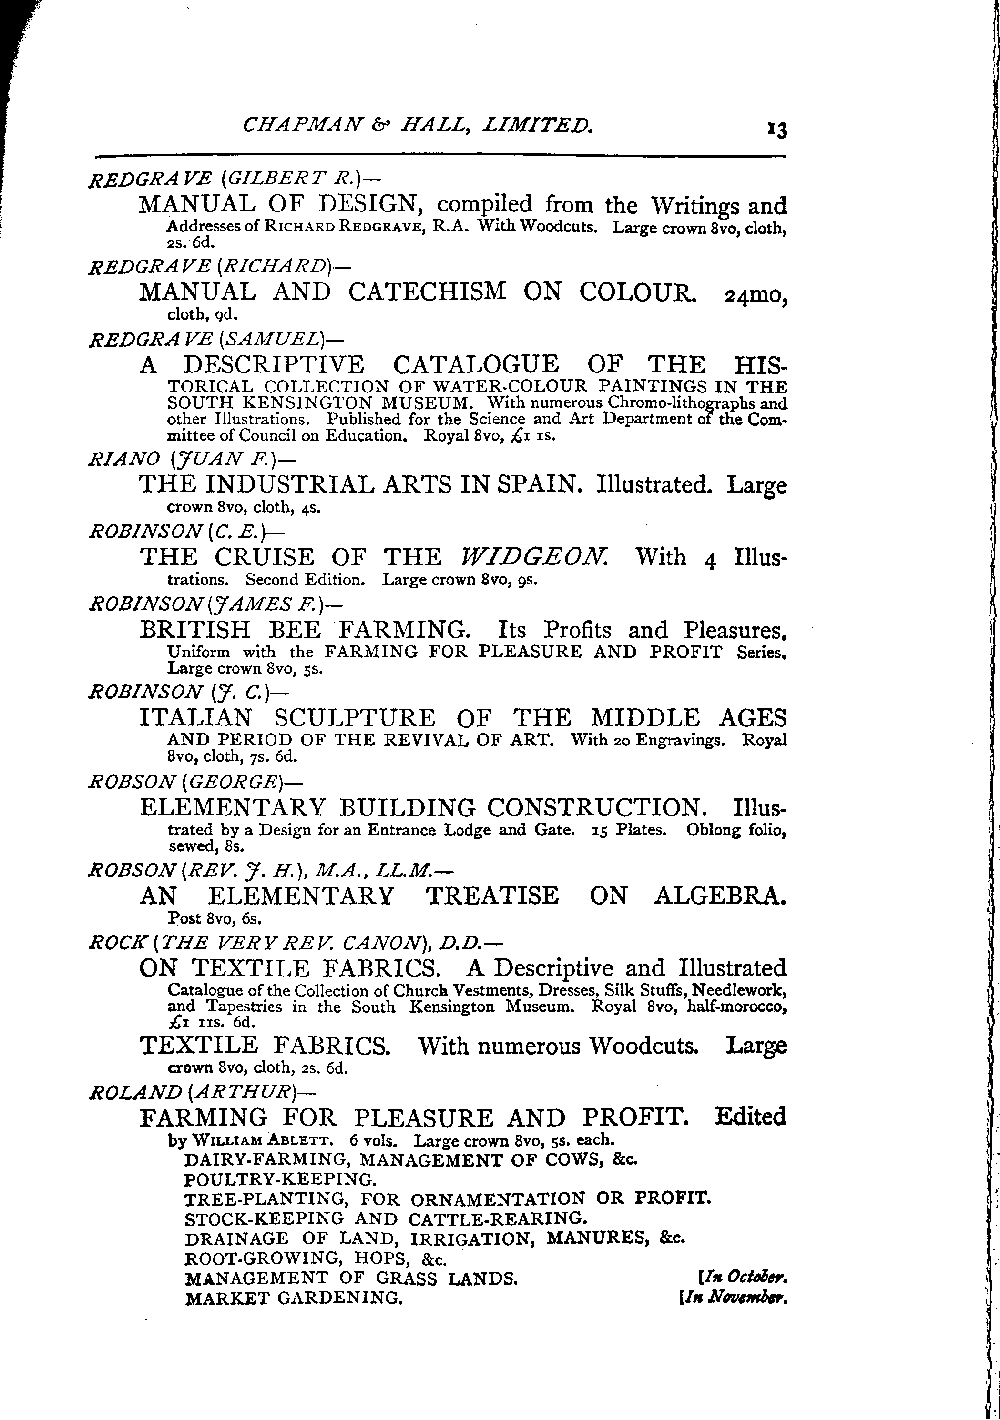 CHAPMAN & HALL, LIMITED. 13
REDGRAVE (GILBERT R.)—
MANUAL OF DESIGN, compiled from the Writings and
Addresses of RICHARD REDGRAVE, R.A. With Woodcuts. Large crown 8vo, cloth,
2s. 6d.
REDGRAVE (RICHARD)—
MANUAL AND CATECHISM ON COLOUR. 24mo,
cloth, 9d.
REDGRAVE (SAMUEL)—
A DESCRIPTIVE CATALOGUE OF THE HIS-
TORICAL COLLECTION OF WATER-COLOUR PAINTINGS IN THE
SOUTH KENSINGTON MUSEUM. With numerous Chromo-lithographs and
other Illustrations. Published for the Science and Art Department of the Com-
mittee of Council on Education. Royal 8vo, £1 1s.
RIANO (JUAN F.)—
THE INDUSTRIAL ARTS IN SPAIN. Illustrated. Large
crown 8vo, cloth, 4s.
ROBINSON (C. E.)—
THE CRUISE OF THE WIDGEON. With 4 Illus-
trations. Second Edition. Large crown 8vo, 9s.
ROBINSON (JAMES F.)—
BRITISH BEE FARMING. Its Profits and Pleasures.
Uniform with the FARMING FOR PLEASURE AND PROFIT Series.
Large crown 8vo, 5s.
ROBINSON (J. C.)—
ITALIAN SCULPTURE OF THE MIDDLE AGES
AND PERIOD OF THE REVIVAL OF ART. With 20 Engravings. Royal
8vo, cloth, 7s. 6d.
ROBSON (GEORGE)—
ELEMENTARY BUILDING CONSTRUCTION. Illus-
trated by a Design for an Entrance Lodge and Gate. 15 Plates. Oblong folio,
sewed, 8s.
ROBSON (REV. J. H.), M.A., LL.M.—
AN ELEMENTARY TREATISE ON ALGEBRA.
Post 8vo, 6s.
ROCK (THE VERY REV. CANON), D.D.—
ON TEXTILE FABRICS. A Descriptive and Illustrated
Catalogue of the Collection of Church Vestments, Dresses, Silk Stuffs, Needlework,
and Tapestries in the South Kensington Museum. Royal 8vo, half-morocco,
£1 11s. 6d.
TEXTILE FABRICS. With numerous Woodcuts. Large
crown 8vo, cloth, 2s. 6d.
ROLAND (ARTHUR)—
FARMING FOR PLEASURE AND PROFIT. Edited
by WILLIAM ABLETT. 6 vols. Large crown 8vo, 5s. each.
DAIRY-FARMING, MANAGEMENT OF COWS, &c.
POULTRY-KEEPING.
TREE-PLANTING, FOR ORNAMENTATION OR PROFIT.
STOCK-KEEPING AND CATTLE-REARING.
DRAINAGE OF LAND, IRRIGATION, MANURES, &c.
ROOT-GROWING, HOPS, &c.
MANAGEMENT OF GRASS LANDS. [In October.
MARKET GARDENING. [In November.